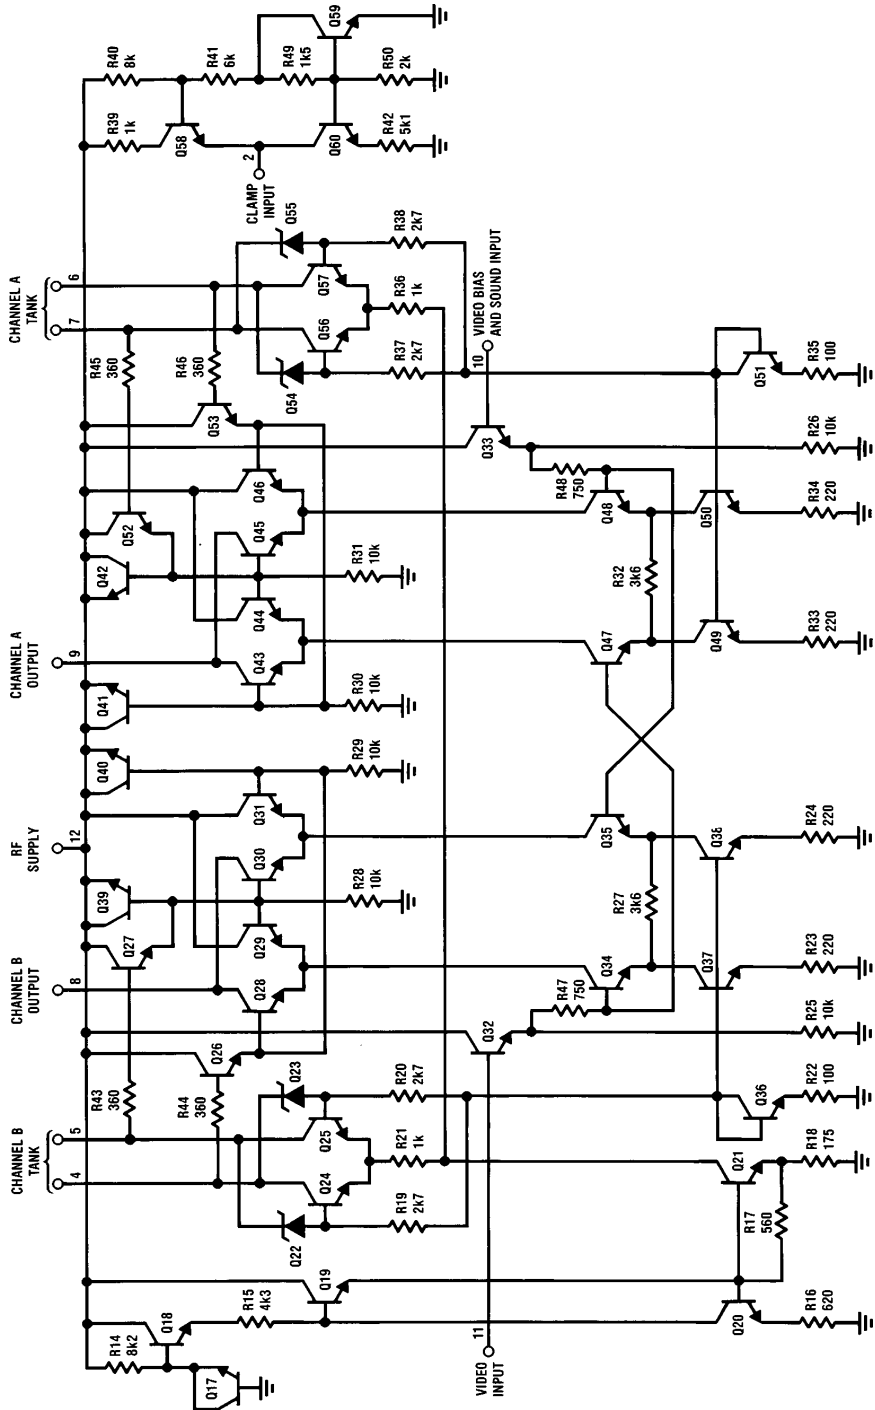 CHANNEL B
TANK
4
5
CHANNEL B
OUTPUT
8
RF
SUPPLY
12
CHANNEL A
OUTPUT
9
CHANNEL A
TANK
7
6
R14
8k2
Q17
Q18
R15
4k3
Q19
Q20
R16
620
R17
560
Q21
R18
175
Q22
Q24
Q25
Q23
R19
2k7
R21
1k
R20
2k7
R43
360
R44
360
Q26
Q27
Q39
Q28
Q29
Q30
Q31
Q40
R28
10k
R29
10k
VIDEO
INPUT
11
Q32
R47
750
Q34
R27
3k6
Q35
Q36
R22
100
R25
10k
Q37
R23
220
Q38
R24
220
Q41
Q42
Q52
Q43
Q44
Q45
Q46
R30
10k
R31
10k
R45
360
R46
360
Q53
Q54
Q56
Q57
Q55
R37
2k7
R36
1k
R38
2k7
10
VIDEO BIAS
AND SOUND INPUT
Q33
R48
750
Q47
R32
3k6
Q48
Q49
R33
220
Q50
R34
220
R26
10k
Q51
R35
100
R39
1k
R40
8k
Q58
R41
6k
CLAMP
INPUT
2
R49
1k5
Q59
Q60
R42
5k1
R50
2k